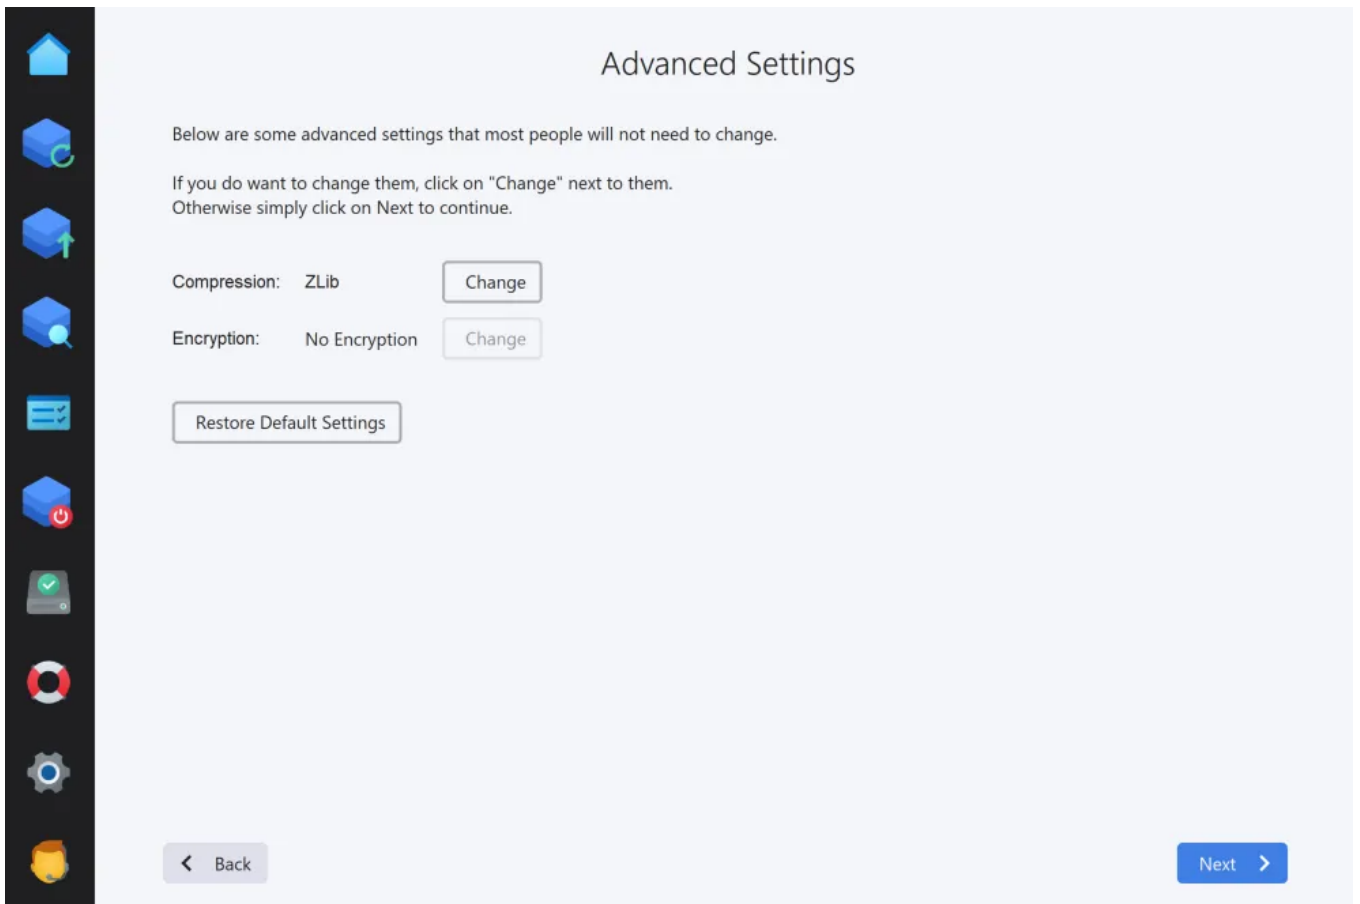 Advanced Settings
Below are some advanced settings that most people will not need to change.
If you do want to change them, click on "Change" next to them.
Otherwise simply click on Next to continue.
Compression: ZLib Change
Encryption: No Encryption Change
Restore Default Settings
Back Next